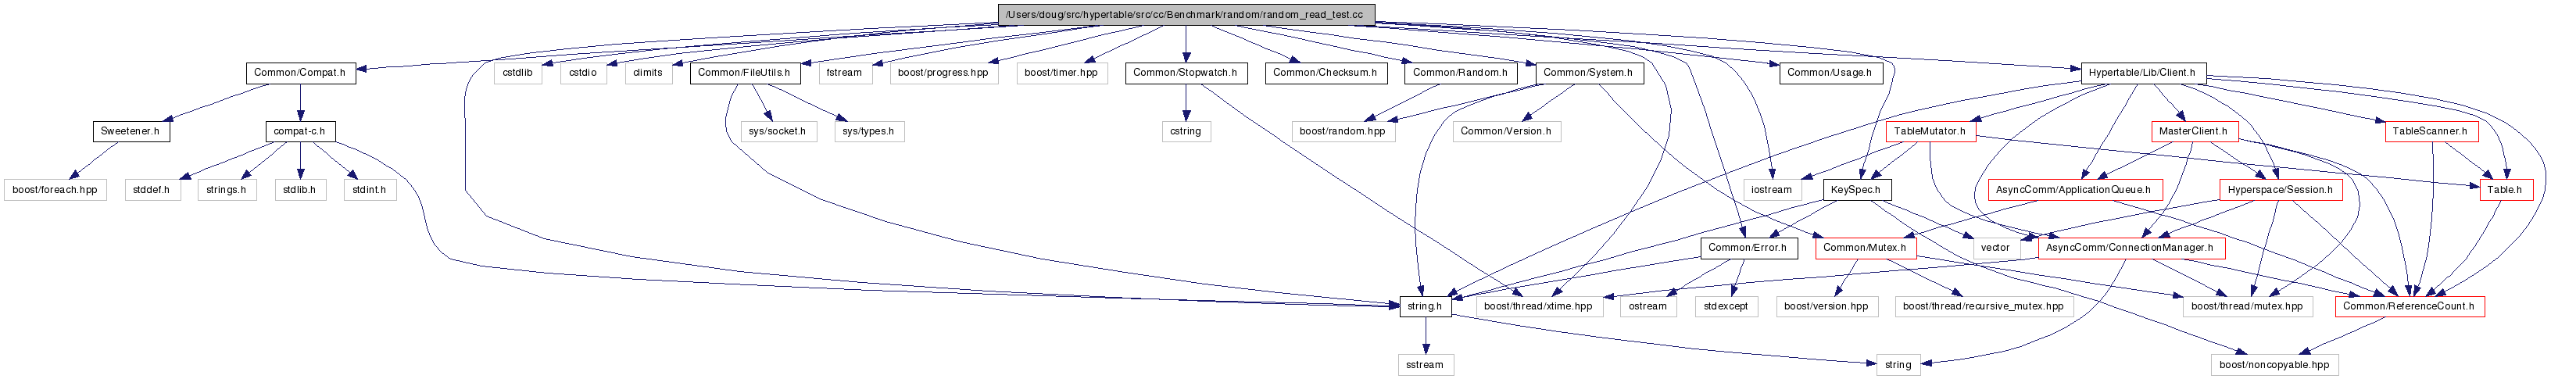 /Users/doug/src/hypertable/src/cc/Benchmark/random/random_read_test.cc
Common/Compat.h
cstdlib
cstdio
climits
Common/FileUtils.h
fstream
boost/progress.hpp
boost/timer.hpp
Common/Stopwatch.h
Common/Checksum.h
Common/Random.h
Common/System.h
Common/Usage.h
Hypertable/Lib/Client.h
Sweetener.h
compat-c.h
sys/socket.h
sys/types.h
cstring
boost/random.hpp
Common/Version.h
TableMutator.h
MasterClient.h
TableScanner.h
boost/foreach.hpp
stddef.h
strings.h
stdlib.h
stdint.h
iostream
KeySpec.h
AsyncComm/ApplicationQueue.h
Hyperspace/Session.h
Table.h
Common/Error.h
Common/Mutex.h
vector
AsyncComm/ConnectionManager.h
string.h
boost/thread/xtime.hpp
ostream
stdexcept
boost/version.hpp
boost/thread/recursive_mutex.hpp
boost/thread/mutex.hpp
Common/ReferenceCount.h
sstream
string
boost/noncopyable.hpp